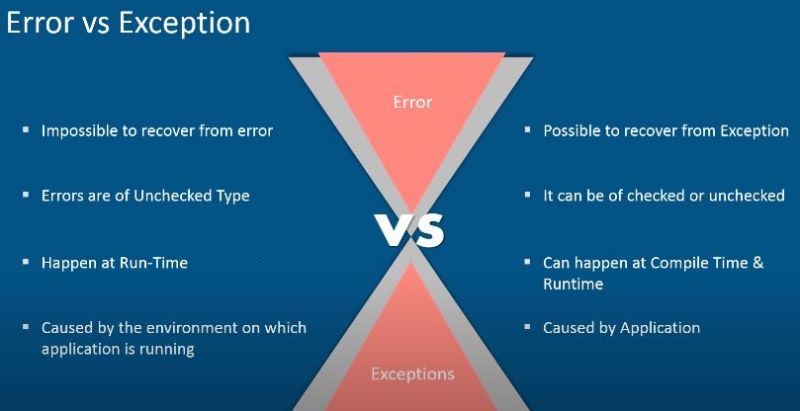 Error vs Exception
Error
▪ Impossible to recover from error
▪ Errors are of Unchecked Type
▪ Happen at Run-Time
▪ Caused by the environment on which
application is running
VS
▪ Possible to recover from Exception
▪ It can be of checked or unchecked
▪ Can happen at Compile Time &
Runtime
▪ Caused by Application
Exceptions